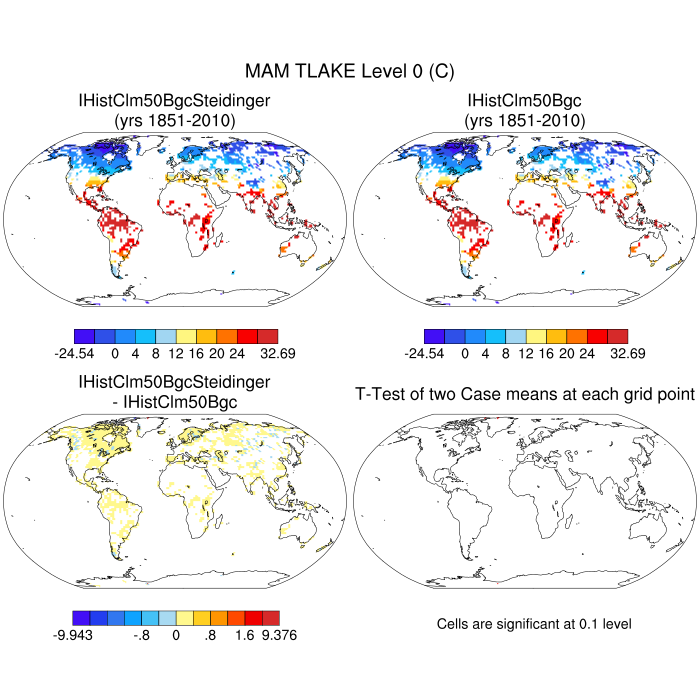 MAM TLAKE Level 0 (C)
IHistClm50BgcSteidinger
(yrs 1851-2010)
IHistClm50Bgc
(yrs 1851-2010)
-24.54 0 4 8 12 16 20 24 32.69
-24.54 0 4 8 12 16 20 24 32.69
IHistClm50BgcSteidinger
- IHistClm50Bgc
T-Test of two Case means at each grid point
-9.943 -.8 0 .8 1.6 9.376
Cells are significant at 0.1 level